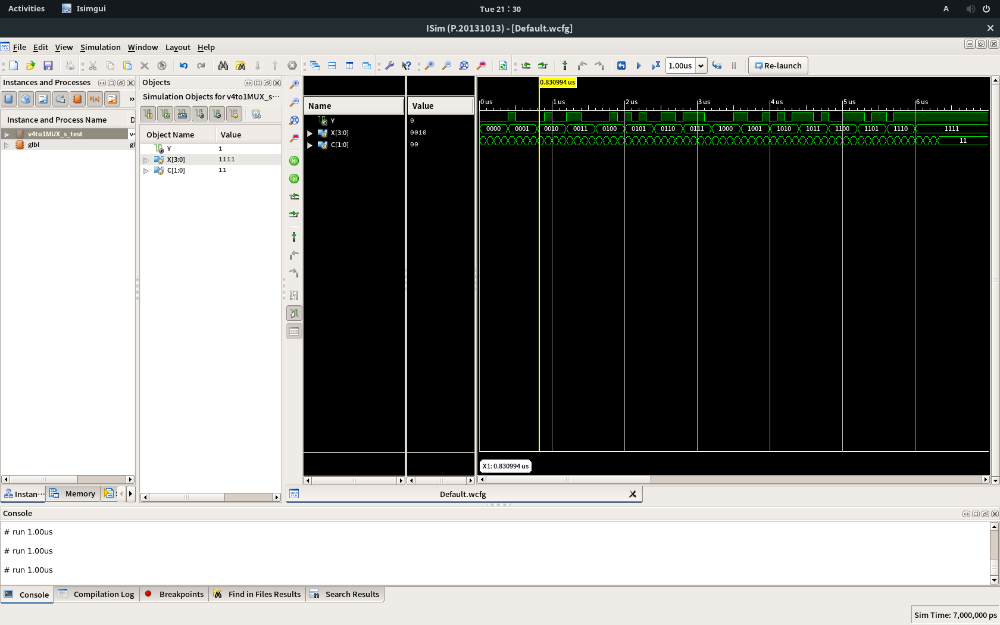 Activities Isimgui Tue 21:30 A
ISim (P.20131013) - [Default.wcfg]
File Edit View Simulation Window Layout Help
1.00us Re-launch
Instances and Processes
F(x) »
Instance and Process Name D
v4to1MUX_s_test v4
glbl gl
Instan···
Memory
Objects
Simulation Objects for v4to1MUX_s···
Object Name Value
Y 1
X[3:0] 1111
C[1:0] 11
Name Value
Y 0
X[3:0] 0010
C[1:0] 00
0.830994 us
0 us 1 us 2 us 3 us 4 us 5 us 6 us
0000 0001 0010 0011 0100 0101 0110 0111 1000 1001 1010 1011 1100 1101 1110 1111
11
X1: 0.830994 us
Default.wcfg
Console
# run 1.00us
# run 1.00us
# run 1.00us
Console Compilation Log Breakpoints Find in Files Results Search Results
Sim Time: 7,000,000 ps